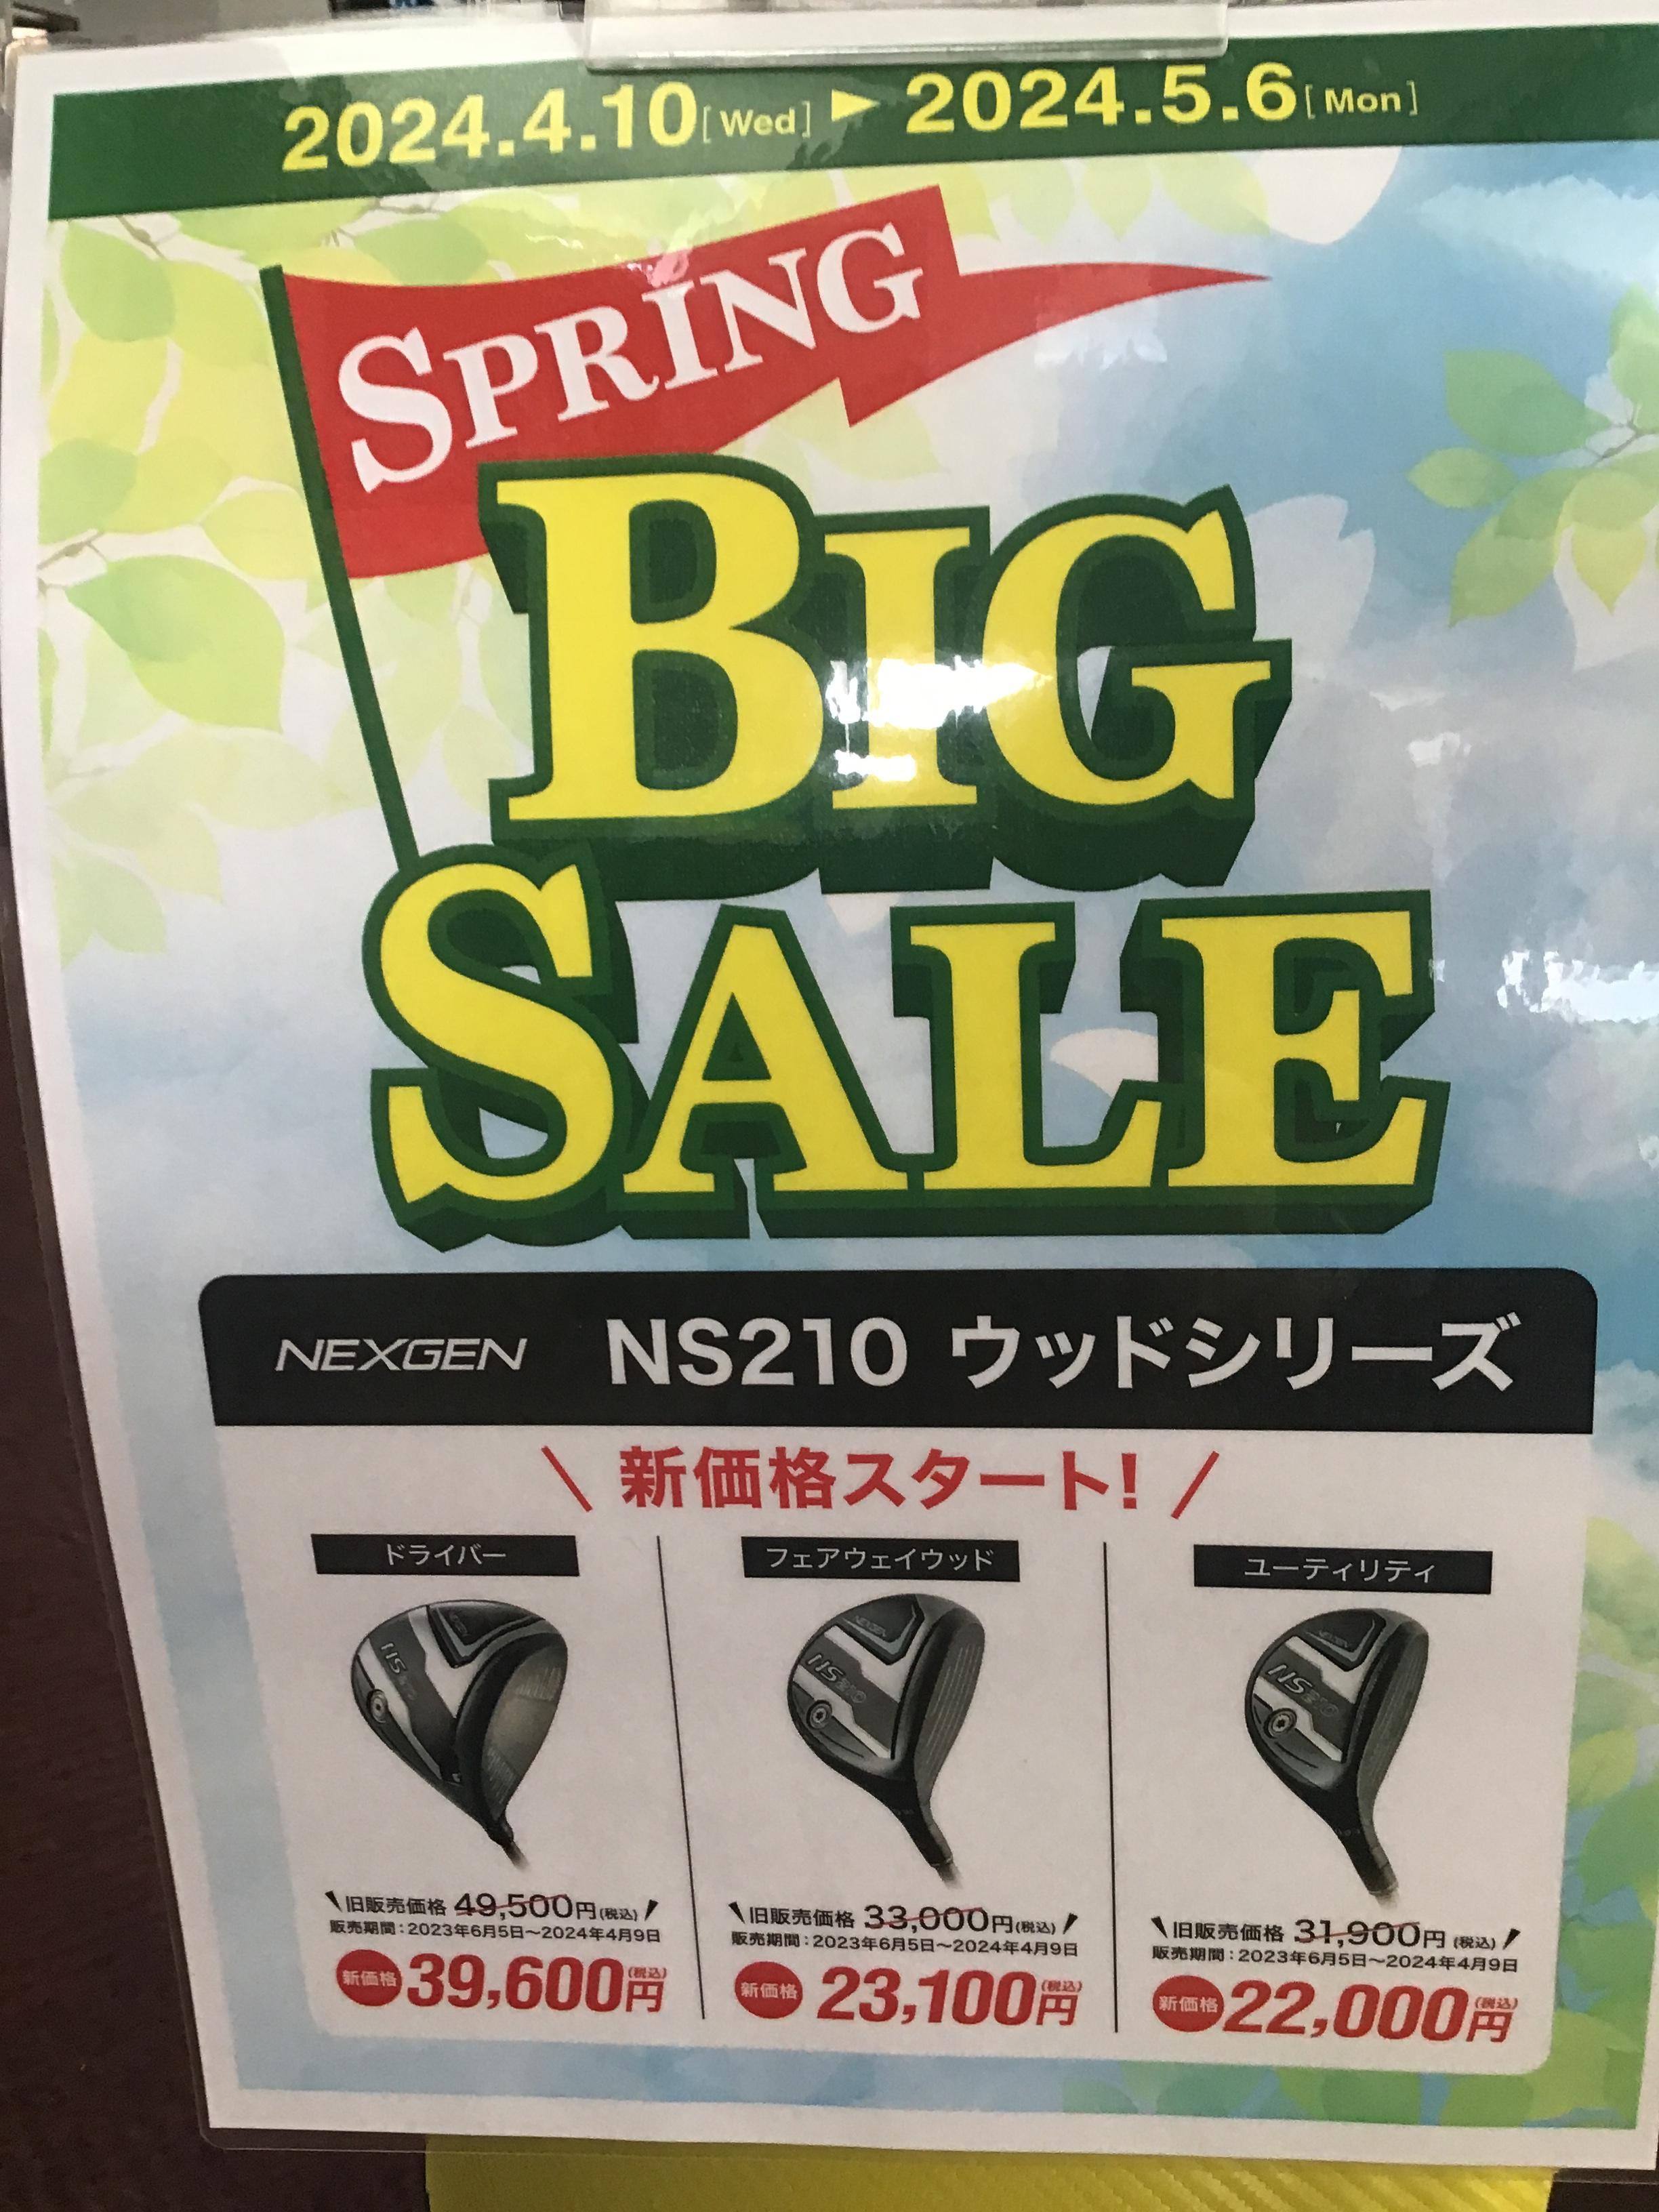 2024.4.10[Wed] ▶ 2024.5.6[Mon]
SPRING
BIG
SALE
NEXGEN NS210 ウッドシリーズ
\ 新価格スタート! /
ドライバー
NEXGEN
NS210
旧販売価格 49,500円(税込)
販売期間:2023年6月5日~2024年4月9日
新価格 39,600円(税込)
フェアウェイウッド
NEXGEN
NS210
旧販売価格 33,000円(税込)
販売期間:2023年6月5日~2024年4月9日
新価格 23,100円(税込)
ユーティリティ
NEXGEN
NS210
旧販売価格 31,900円(税込)
販売期間:2023年6月5日~2024年4月9日
新価格 22,000円(税込)